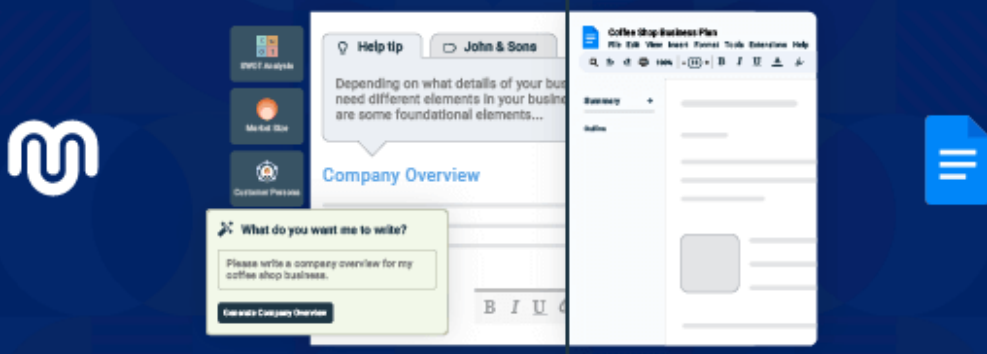 SWOT Analysis
Market Size
Customer Persona
Help tip
John & Sons
Depending on what details of your bus
need different elements in your busine
are some foundational elements...
Company Overview
What do you want me to write?
Please write a company overview for my
coffee shop business.
Generate Company Overview
B I U
Coffee Shop Business Plan
File Edit View Insert Format Tools Extensions Help
100%
B I U A
Summary +
Outline